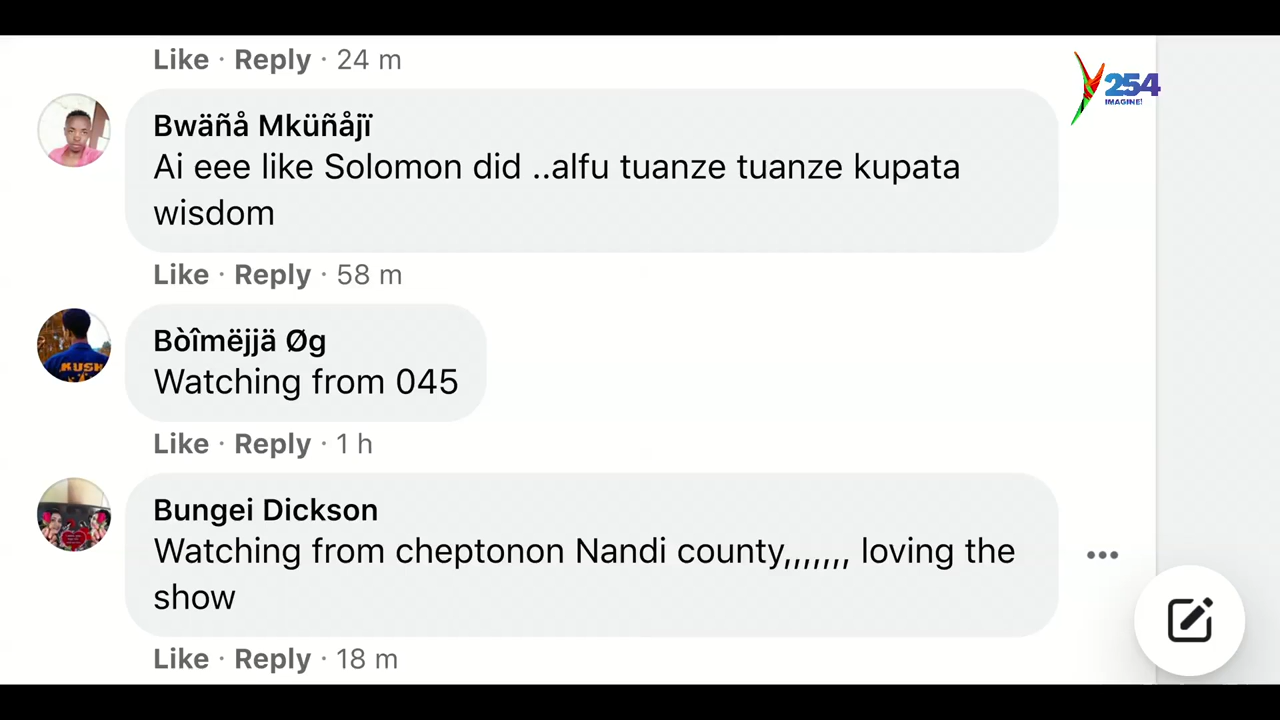 Like · Reply · 24 m
254
IMAGINE!
Bwäñå Mküñåjï
Ai eee like Solomon did ..alfu tuanze tuanze kupata
wisdom
Like · Reply · 58 m
Bòîmëjjä Øg
Watching from 045
KUSH
Like · Reply · 1 h
Bungei Dickson
Watching from cheptonon Nandi county,,,,,,, loving the
show
Like · Reply · 18 m